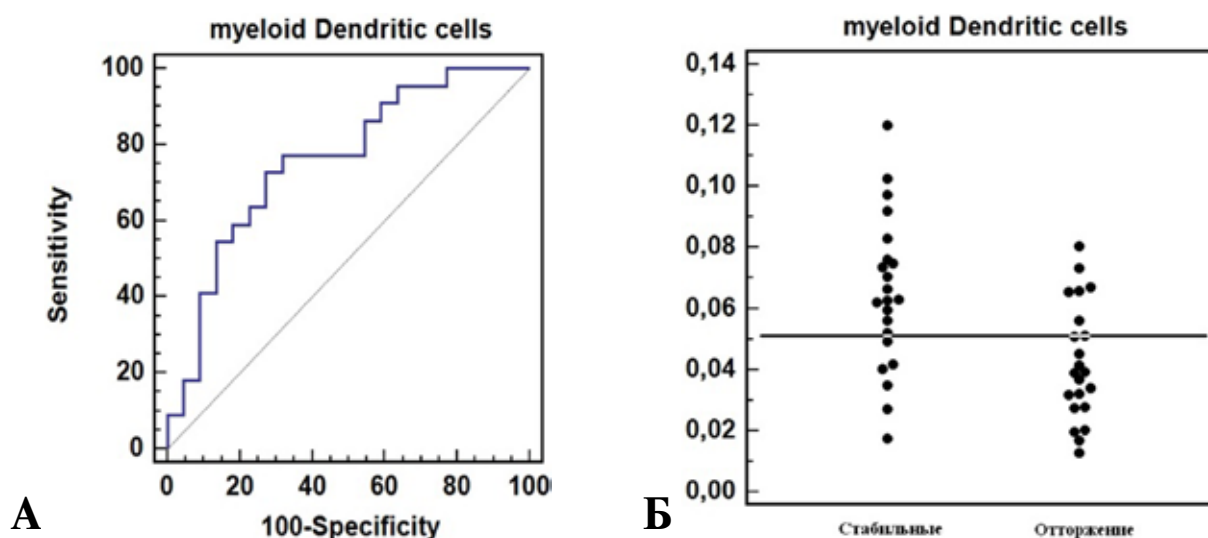 myeloid Dendritic cells
100
80
60
40
20
0
Sensitivity
0 20 40 60 80 100
100-Specificity
А
myeloid Dendritic cells
0,14
0,12
0,10
0,08
0,06
0,04
0,02
0,00
Стабильные Отторжение
Б